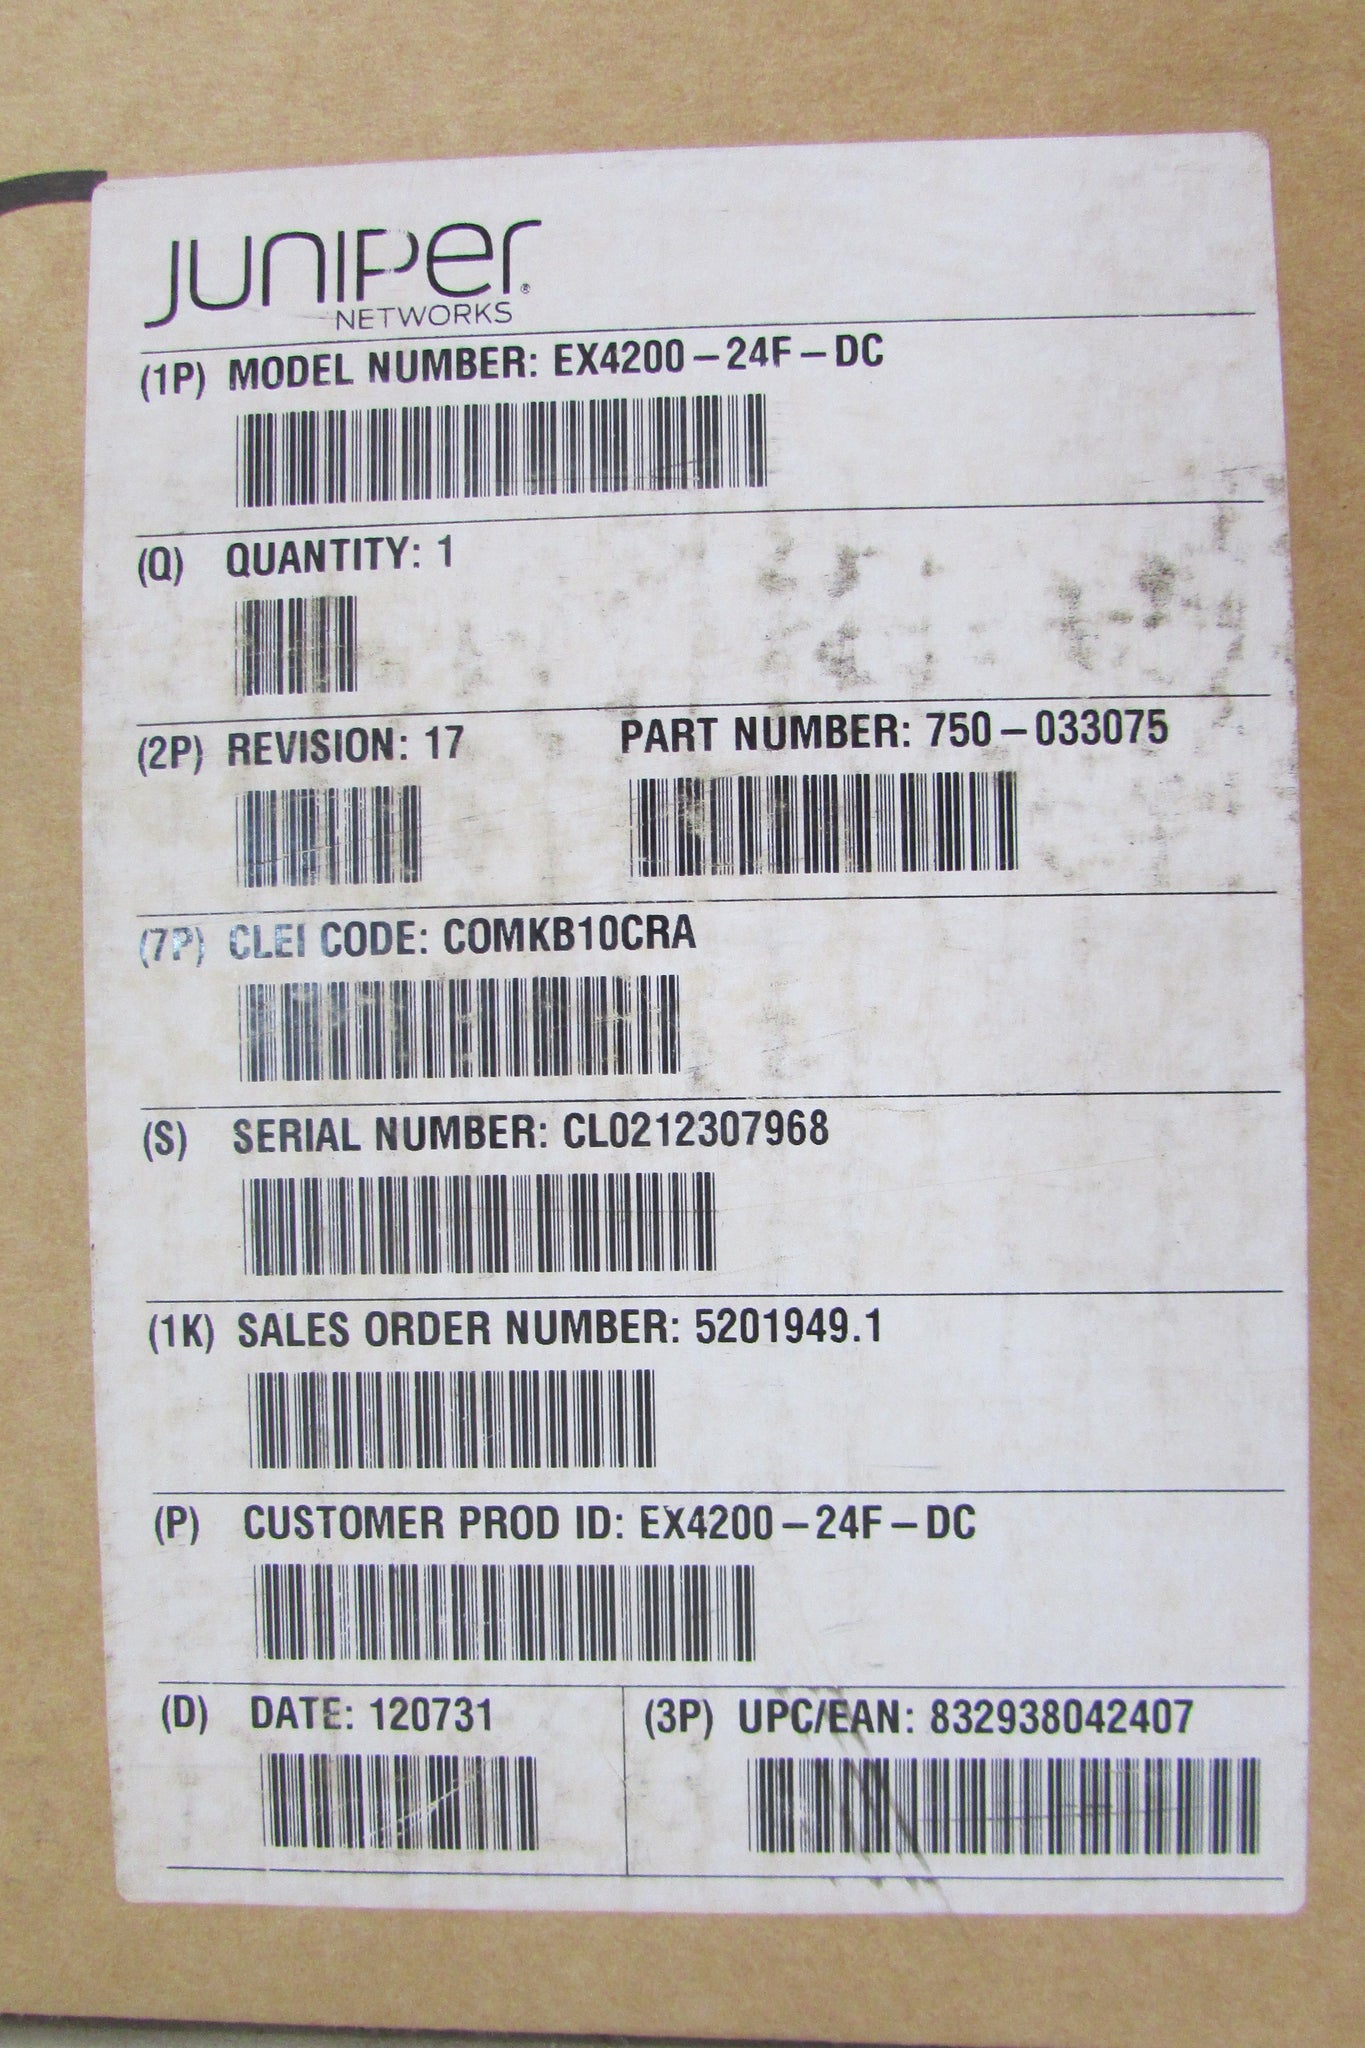 JUNIPER®
NETWORKS
(1P) MODEL NUMBER: EX4200-24F-DC
(Q) QUANTITY: 1
(2P) REVISION: 17 PART NUMBER: 750-033075
(7P) CLEI CODE: COMKB10CRA
(S) SERIAL NUMBER: CL0212307968
(1K) SALES ORDER NUMBER: 5201949.1
(P) CUSTOMER PROD ID: EX4200-24F-DC
(D) DATE: 120731 (3P) UPC/EAN: 832938042407